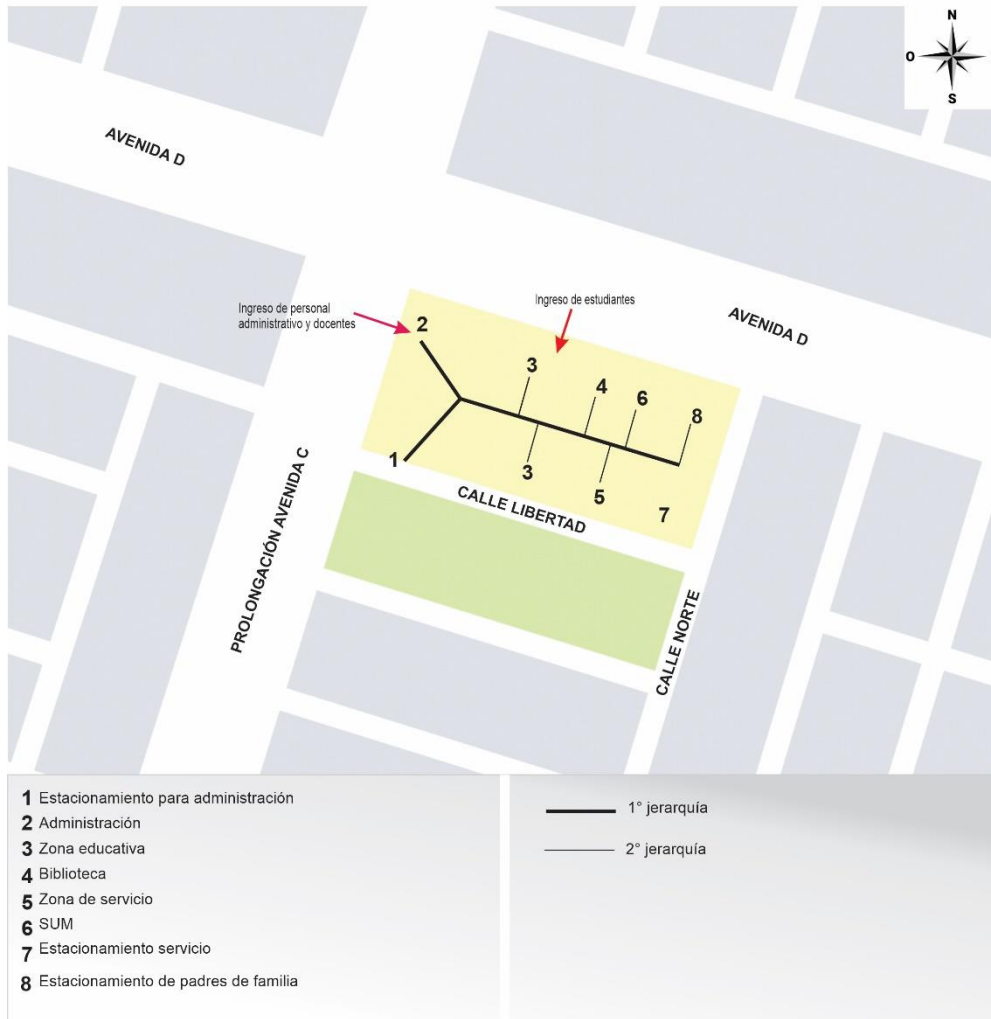 N
O
S
AVENIDA D
Ingreso de personal
administrativo y docentes
Ingreso de estudiantes
AVENIDA D
2
3
4
6
8
1
3
5
7
CALLE LIBERTAD
PROLONGACIÓN AVENIDA C
CALLE NORTE
1 Estacionamiento para administración
2 Administración
3 Zona educativa
4 Biblioteca
5 Zona de servicio
6 SUM
7 Estacionamiento servicio
8 Estacionamiento de padres de familia
1° jerarquía
2° jerarquía